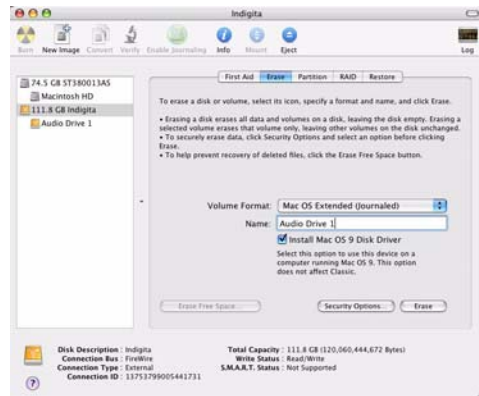 Indigita
Burn New Image Convert Verify Enable Journaling Info Mount Eject Log
74.5 GB ST380013AS
Macintosh HD
111.8 GB Indigita
Audio Drive 1
First Aid Erase Partition RAID Restore
To erase a disk or volume, select its icon, specify a format and name, and click Erase.
• Erasing a disk erases all data and volumes on a disk, leaving the disk empty. Erasing a
selected volume erases that volume only, leaving other volumes on the disk unchanged.
• To securely erase data, click Security Options and select an option before clicking
Erase.
• To help prevent recovery of deleted files, click the Erase Free Space button.
Volume Format: Mac OS Extended (Journaled)
Name: Audio Drive 1
Install Mac OS 9 Disk Driver
Select this option to use this device on a
computer running Mac OS 9. This option
does not affect Classic.
Erase Free Space... Security Options... Erase
Disk Description : Indigita Total Capacity : 111.8 GB (120,060,444,672 Bytes)
Connection Bus : FireWire Write Status : Read/Write
Connection Type : External S.M.A.R.T. Status : Not Supported
Connection ID : 13753799005441731
?